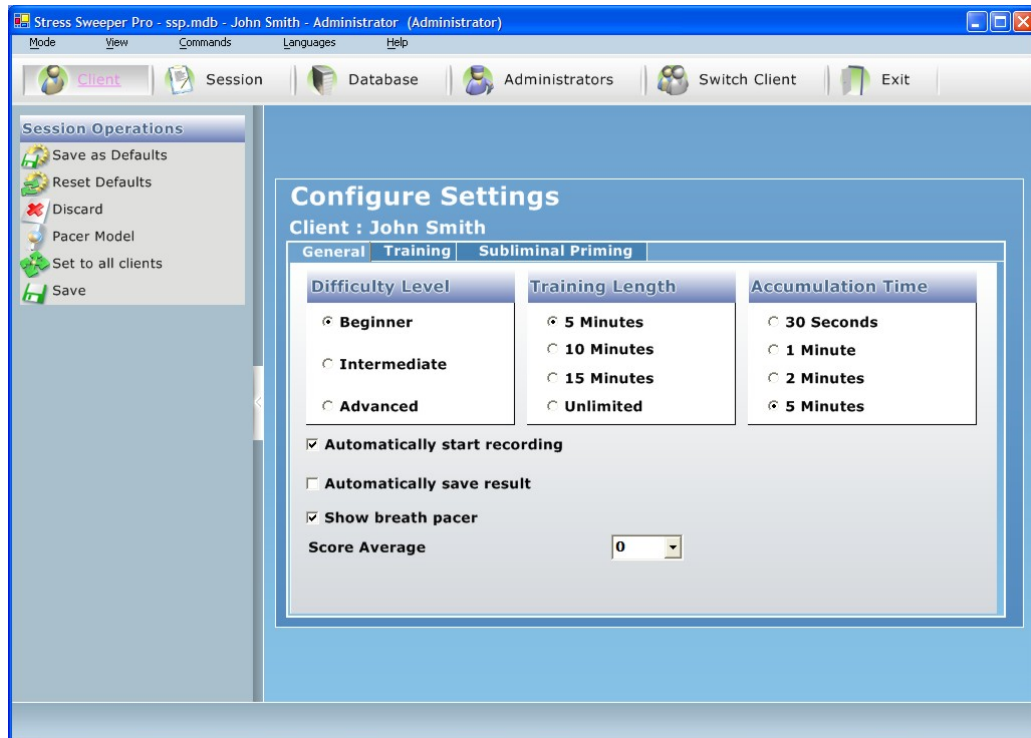 Stress Sweeper Pro - ssp.mdb - John Smith - Administrator (Administrator)
Mode View Commands Languages Help
Client Session Database Administrators Switch Client Exit
Session Operations
Save as Defaults
Reset Defaults
Discard
Pacer Model
Set to all clients
Save
Configure Settings
Client : John Smith
General Training Subliminal Priming
Difficulty Level Training Length Accumulation Time
Beginner 5 Minutes 30 Seconds
10 Minutes 1 Minute
Intermediate
15 Minutes 2 Minutes
Advanced Unlimited 5 Minutes
Automatically start recording
Automatically save result
Show breath pacer
Score Average 0